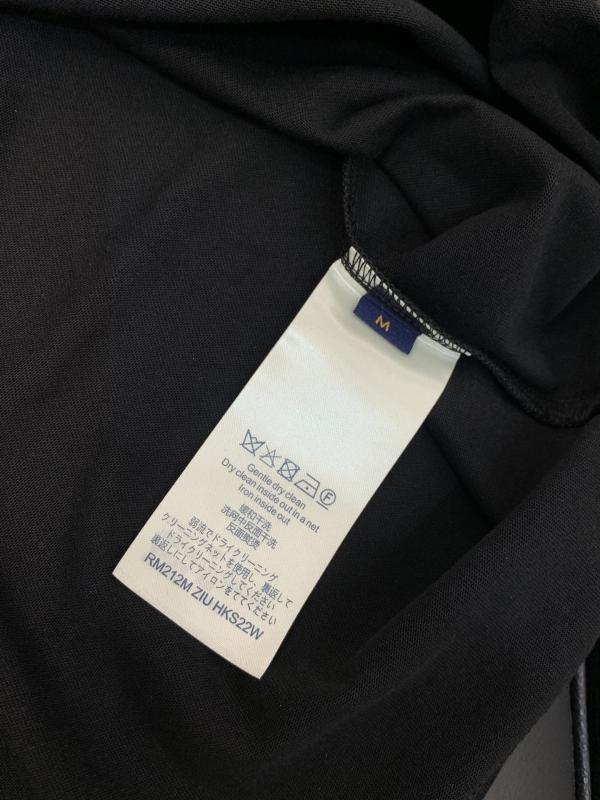 M
F
Gentle dry clean
Dry clean inside out in a net
Iron inside out
缓和干洗
洗网中反面干洗
反面熨烫
弱流でドライクリーニング
クリーニングネットを使用し、裏返して
ドライクリーニングしてください
裏返しにしてアイロンをててください
RM212M ZIU HKS22W